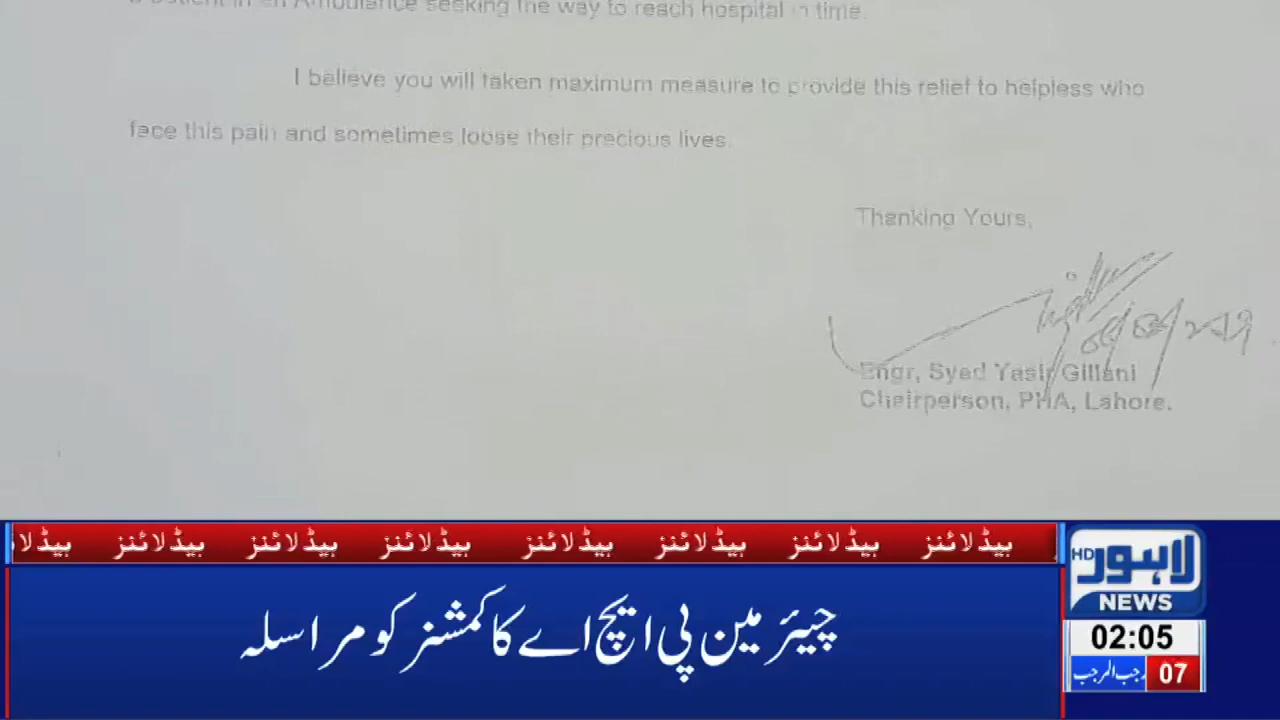 a patient in an Ambulance seeking the way to reach hospital in time.
I believe you will taken maximum measure to provide this relief to helpless who
face this pain and sometimes loose their precious lives.
Thanking Yours,
Engr, Syed Yasir Gillani
Chairperson, PHA, Lahore.
ہیڈلائنز ہیڈلائنز ہیڈلائنز ہیڈلائنز ہیڈلائنز ہیڈلائنز ہیڈلائنز ہیڈلا
چیئرمین پی ایچ اے کا کمشنر کو مراسلہ
لاہور HD
NEWS
02:05
07 رجب المرجب